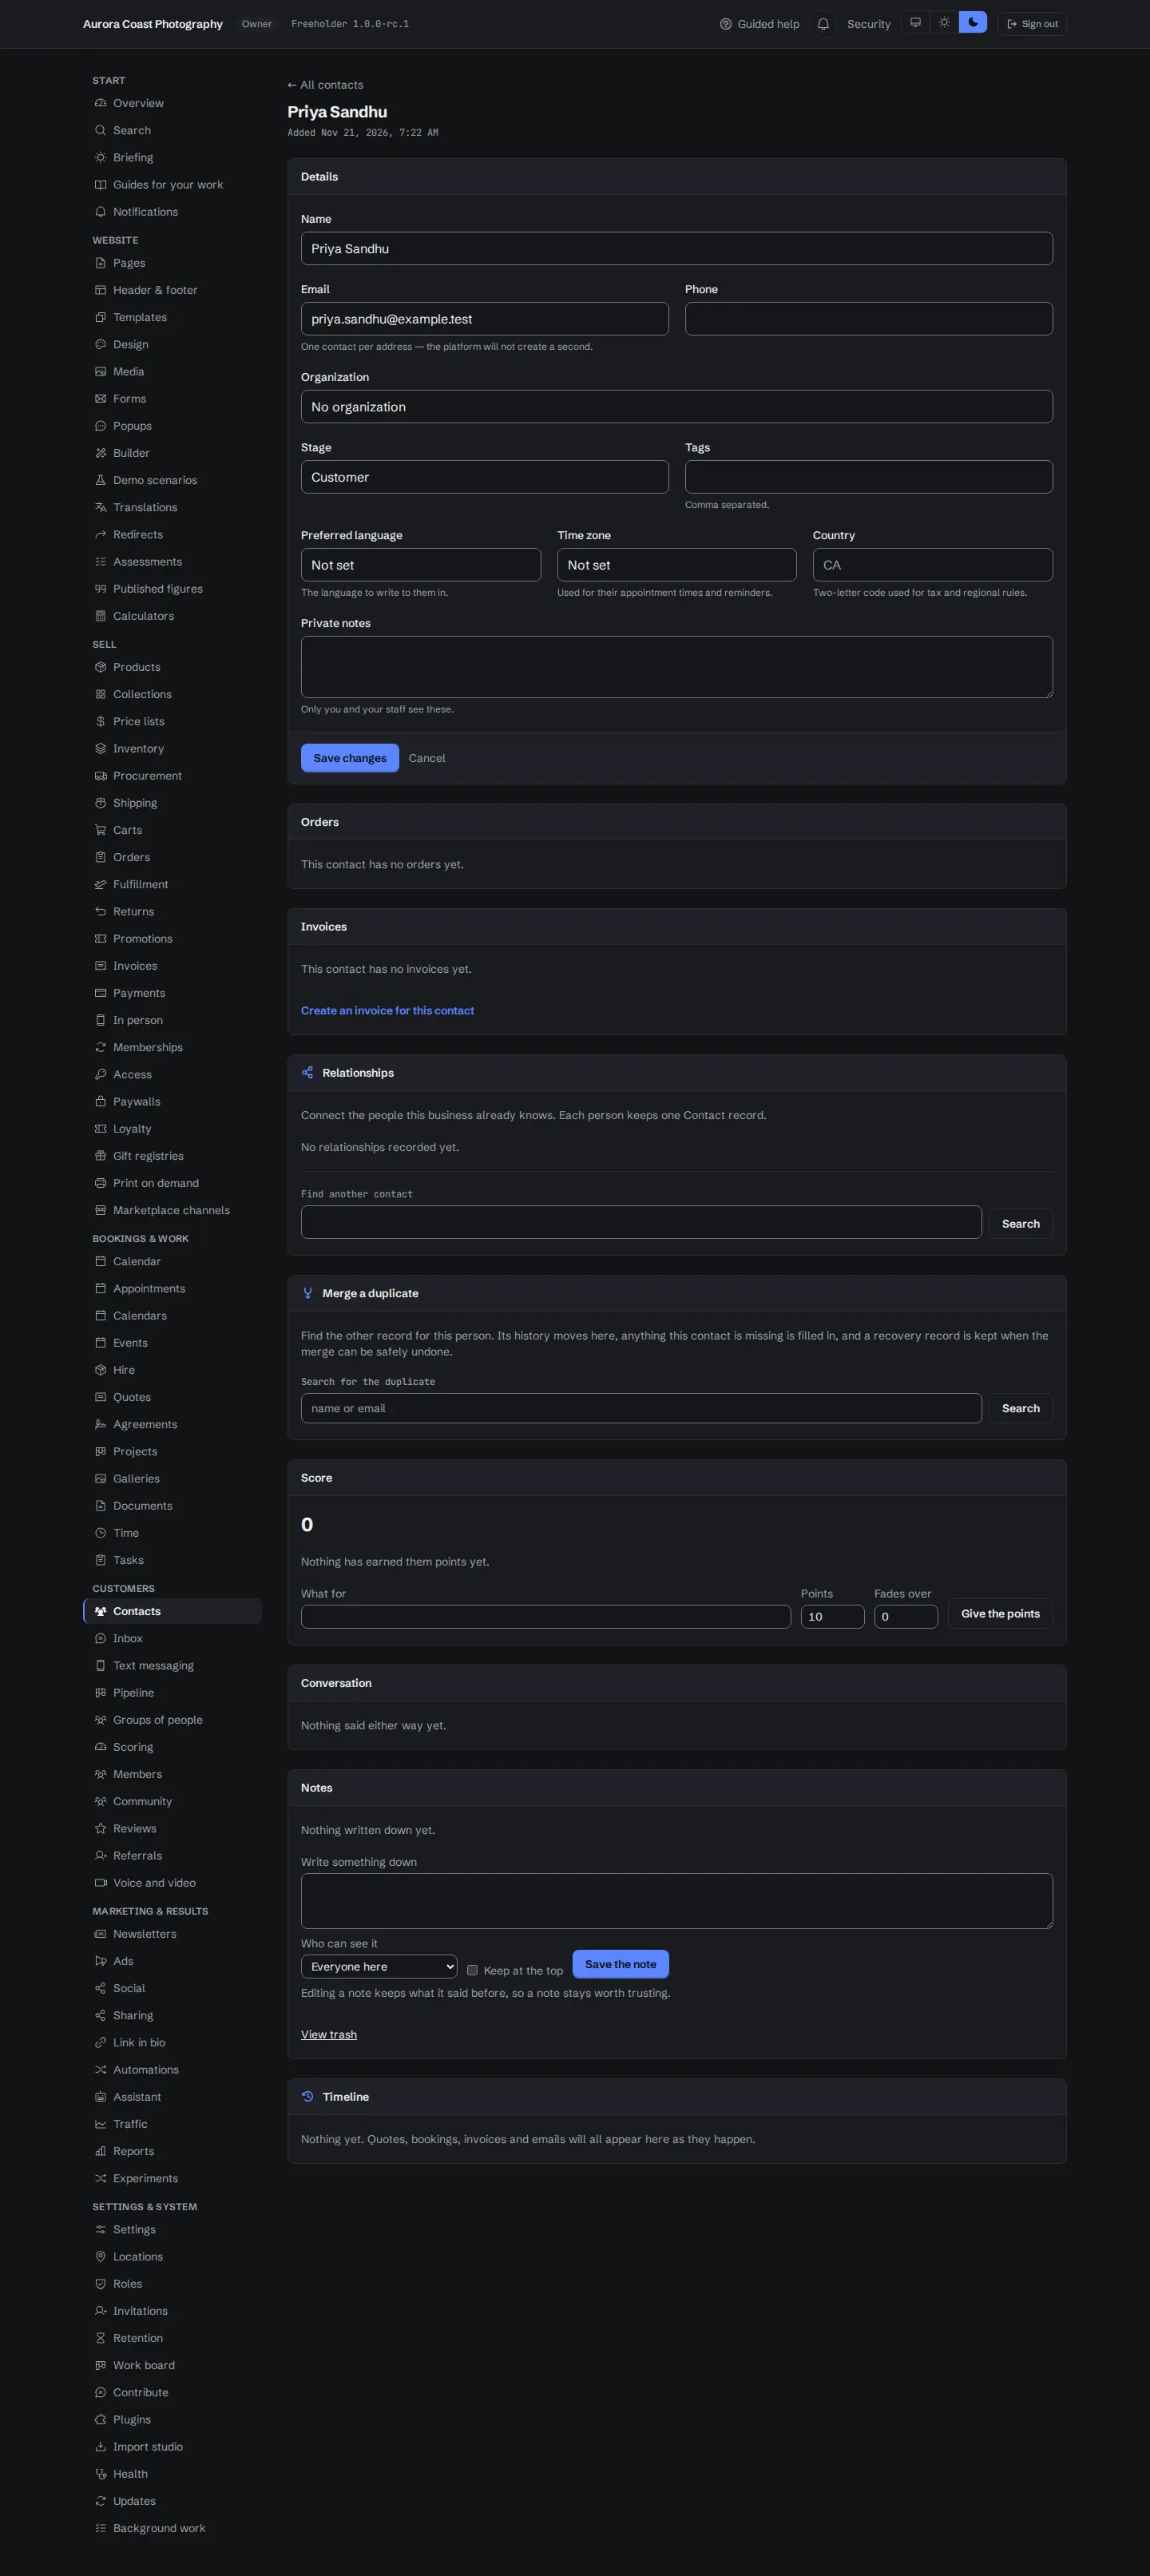 Aurora Coast Photography
Owner
Freeholder 1.0.0-rc.1
Guided help
Security
Sign out
START
Overview
Search
Briefing
Guides for your work
Notifications
WEBSITE
Pages
Header & footer
Templates
Design
Media
Forms
Popups
Builder
Demo scenarios
Translations
Redirects
Assessments
Published figures
Calculators
SELL
Products
Collections
Price lists
Inventory
Procurement
Shipping
Carts
Orders
Fulfillment
Returns
Promotions
Invoices
Payments
In person
Memberships
Access
Paywalls
Loyalty
Gift registries
Print on demand
Marketplace channels
BOOKINGS & WORK
Calendar
Appointments
Calendars
Events
Hire
Quotes
Agreements
Projects
Galleries
Documents
Time
Tasks
CUSTOMERS
Contacts
Inbox
Text messaging
Pipeline
Groups of people
Scoring
Members
Community
Reviews
Referrals
Voice and video
MARKETING & RESULTS
Newsletters
Ads
Social
Sharing
Link in bio
Automations
Assistant
Traffic
Reports
Experiments
SETTINGS & SYSTEM
Settings
Locations
Roles
Invitations
Retention
Work board
Contribute
Plugins
Import studio
Health
Updates
Background work
← All contacts
Priya Sandhu
Added Nov 21, 2026, 7:22 AM
Details
Name
Priya Sandhu
Email
priya.sandhu@example.test
One contact per address — the platform will not create a second.
Phone
Organization
No organization
Stage
Customer
Tags
Comma separated.
Preferred language
Not set
The language to write to them in.
Time zone
Not set
Used for their appointment times and reminders.
Country
CA
Two-letter code used for tax and regional rules.
Private notes
Only you and your staff see these.
Save changes
Cancel
Orders
This contact has no orders yet.
Invoices
This contact has no invoices yet.
Create an invoice for this contact
Relationships
Connect the people this business already knows. Each person keeps one Contact record.
No relationships recorded yet.
Find another contact
Search
Merge a duplicate
Find the other record for this person. Its history moves here, anything this contact is missing is filled in, and a recovery record is kept when the
merge can be safely undone.
Search for the duplicate
name or email
Search
Score
0
Nothing has earned them points yet.
What for
Points
10
Fades over
0
Give the points
Conversation
Nothing said either way yet.
Notes
Nothing written down yet.
Write something down
Who can see it
Everyone here
Keep at the top
Save the note
Editing a note keeps what it said before, so a note stays worth trusting.
View trash
Timeline
Nothing yet. Quotes, bookings, invoices and emails will all appear here as they happen.